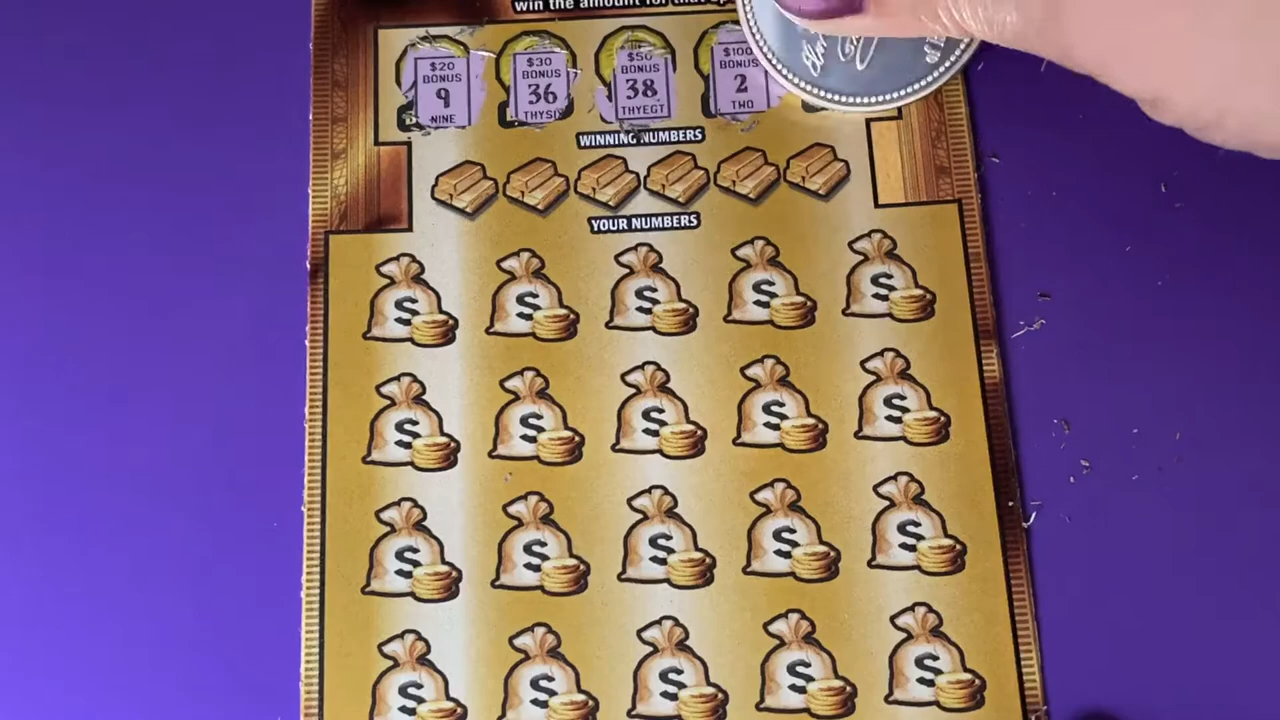 win the amount for that
$20 BONUS 9 NINE
$30 BONUS 36 THYSIX
$50 BONUS 38 THYEGT
$100 BONUS 2 TWO
WINNING NUMBERS
YOUR NUMBERS
$ $ $ $ $
$ $ $ $ $
$ $ $ $ $
$ $ $ $ $